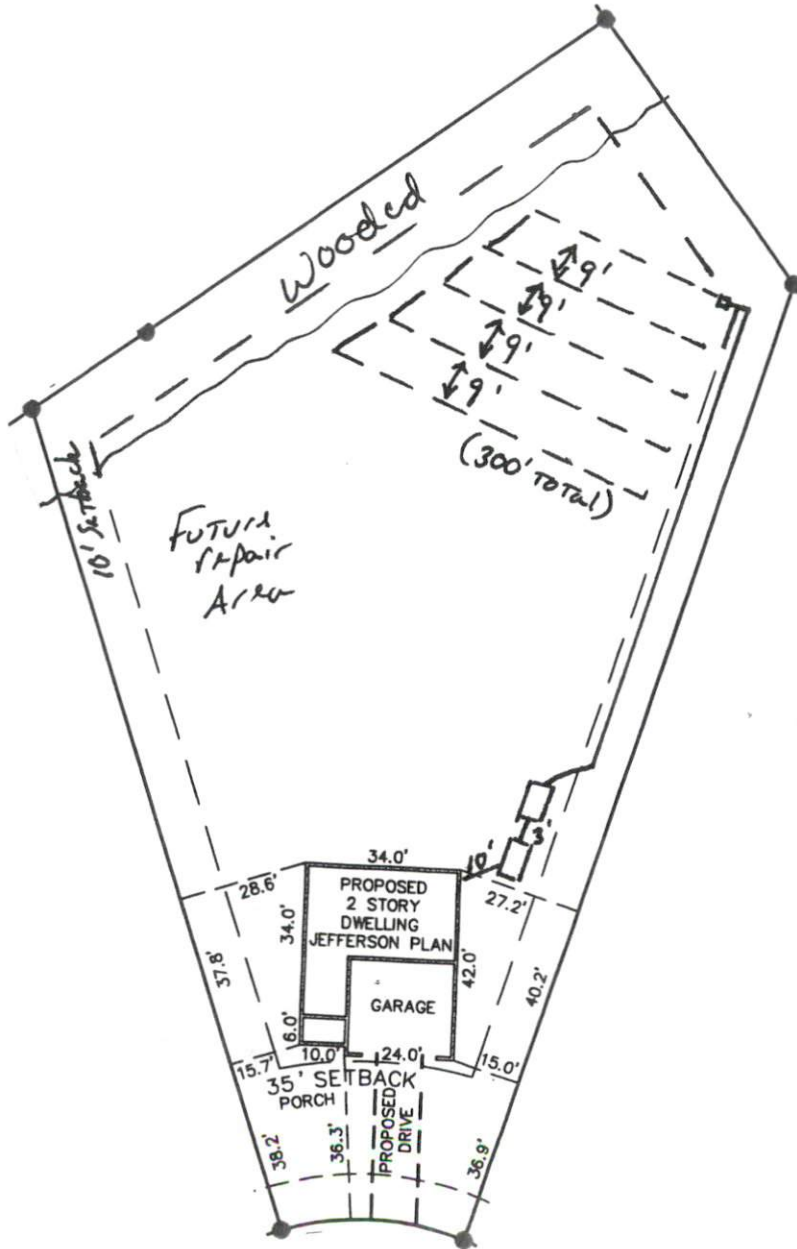 Wooded
9'
9'
9'
9'
(300' Total)
10' Setback
Future
repair
Area
3'
10'
34.0'
28.6'
27.2'
PROPOSED
2 STORY
DWELLING
JEFFERSON PLAN
34.0'
37.8'
42.0'
40.2'
GARAGE
6.0'
15.7'
10.0'
24.0'
15.0'
35' SETBACK
PORCH
PROPOSED
DRIVE
38.2'
36.3'
36.9'